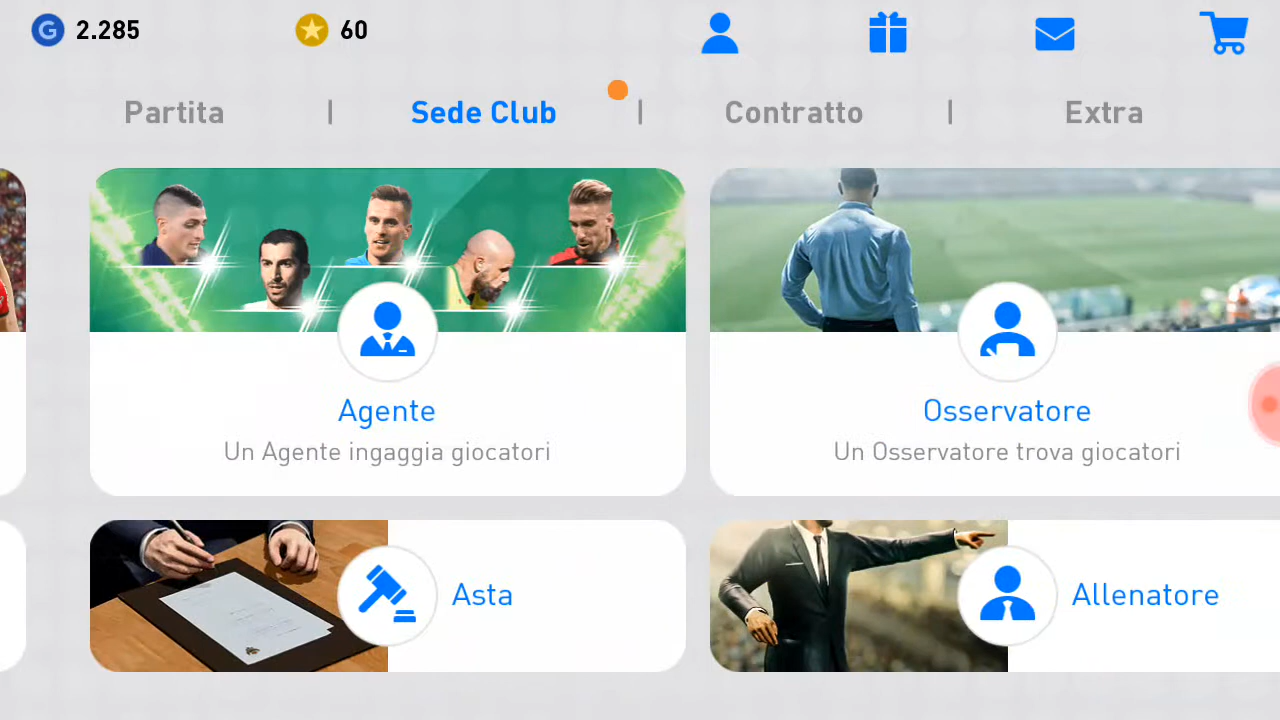 G 2.285
60
Partita | Sede Club | Contratto | Extra
Agente
Un Agente ingaggia giocatori
Osservatore
Un Osservatore trova giocatori
Asta
Allenatore